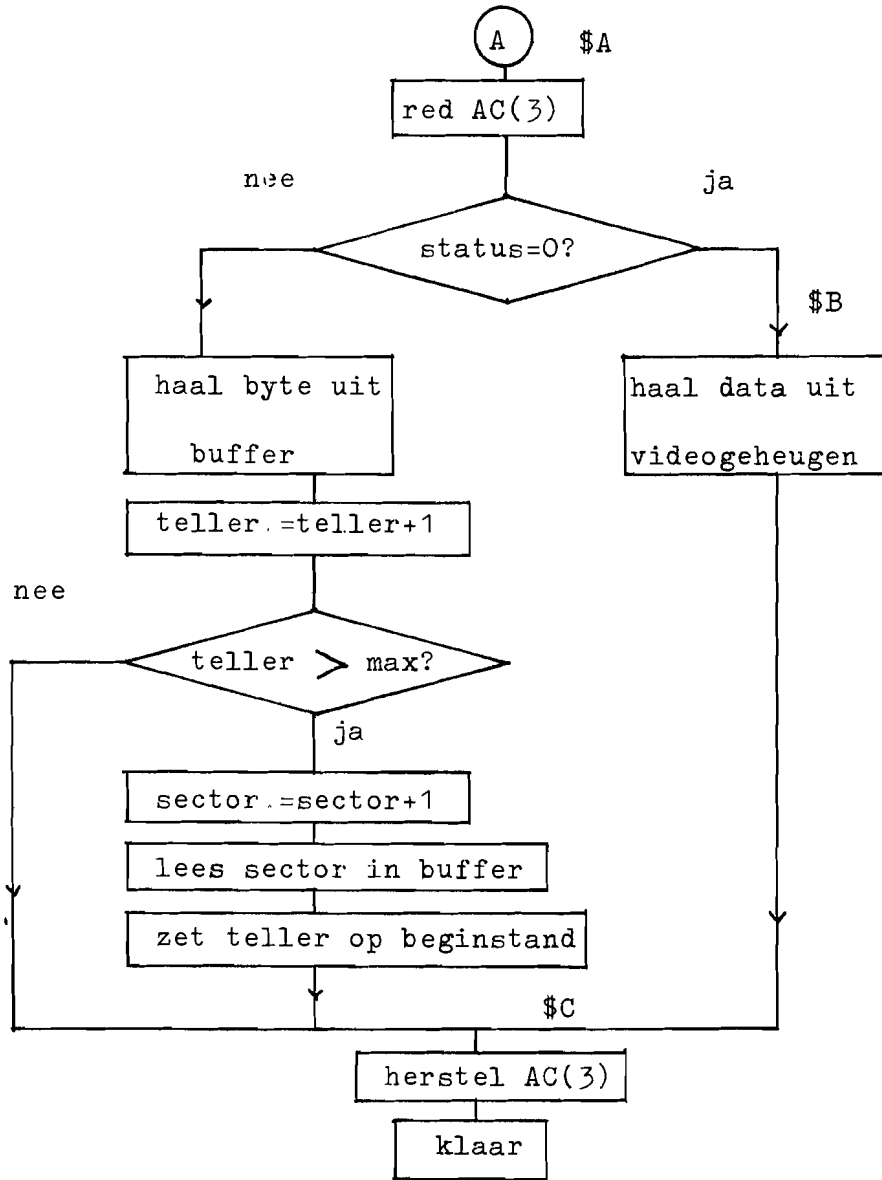 A $A
red AC(3)
nee ja
status=0?
$B
haal byte uit
buffer
haal data uit
videogeheugen
teller.=teller+1
nee
teller > max?
ja
sector.=sector+1
lees sector in buffer
zet teller op beginstand
$C
herstel AC(3)
klaar